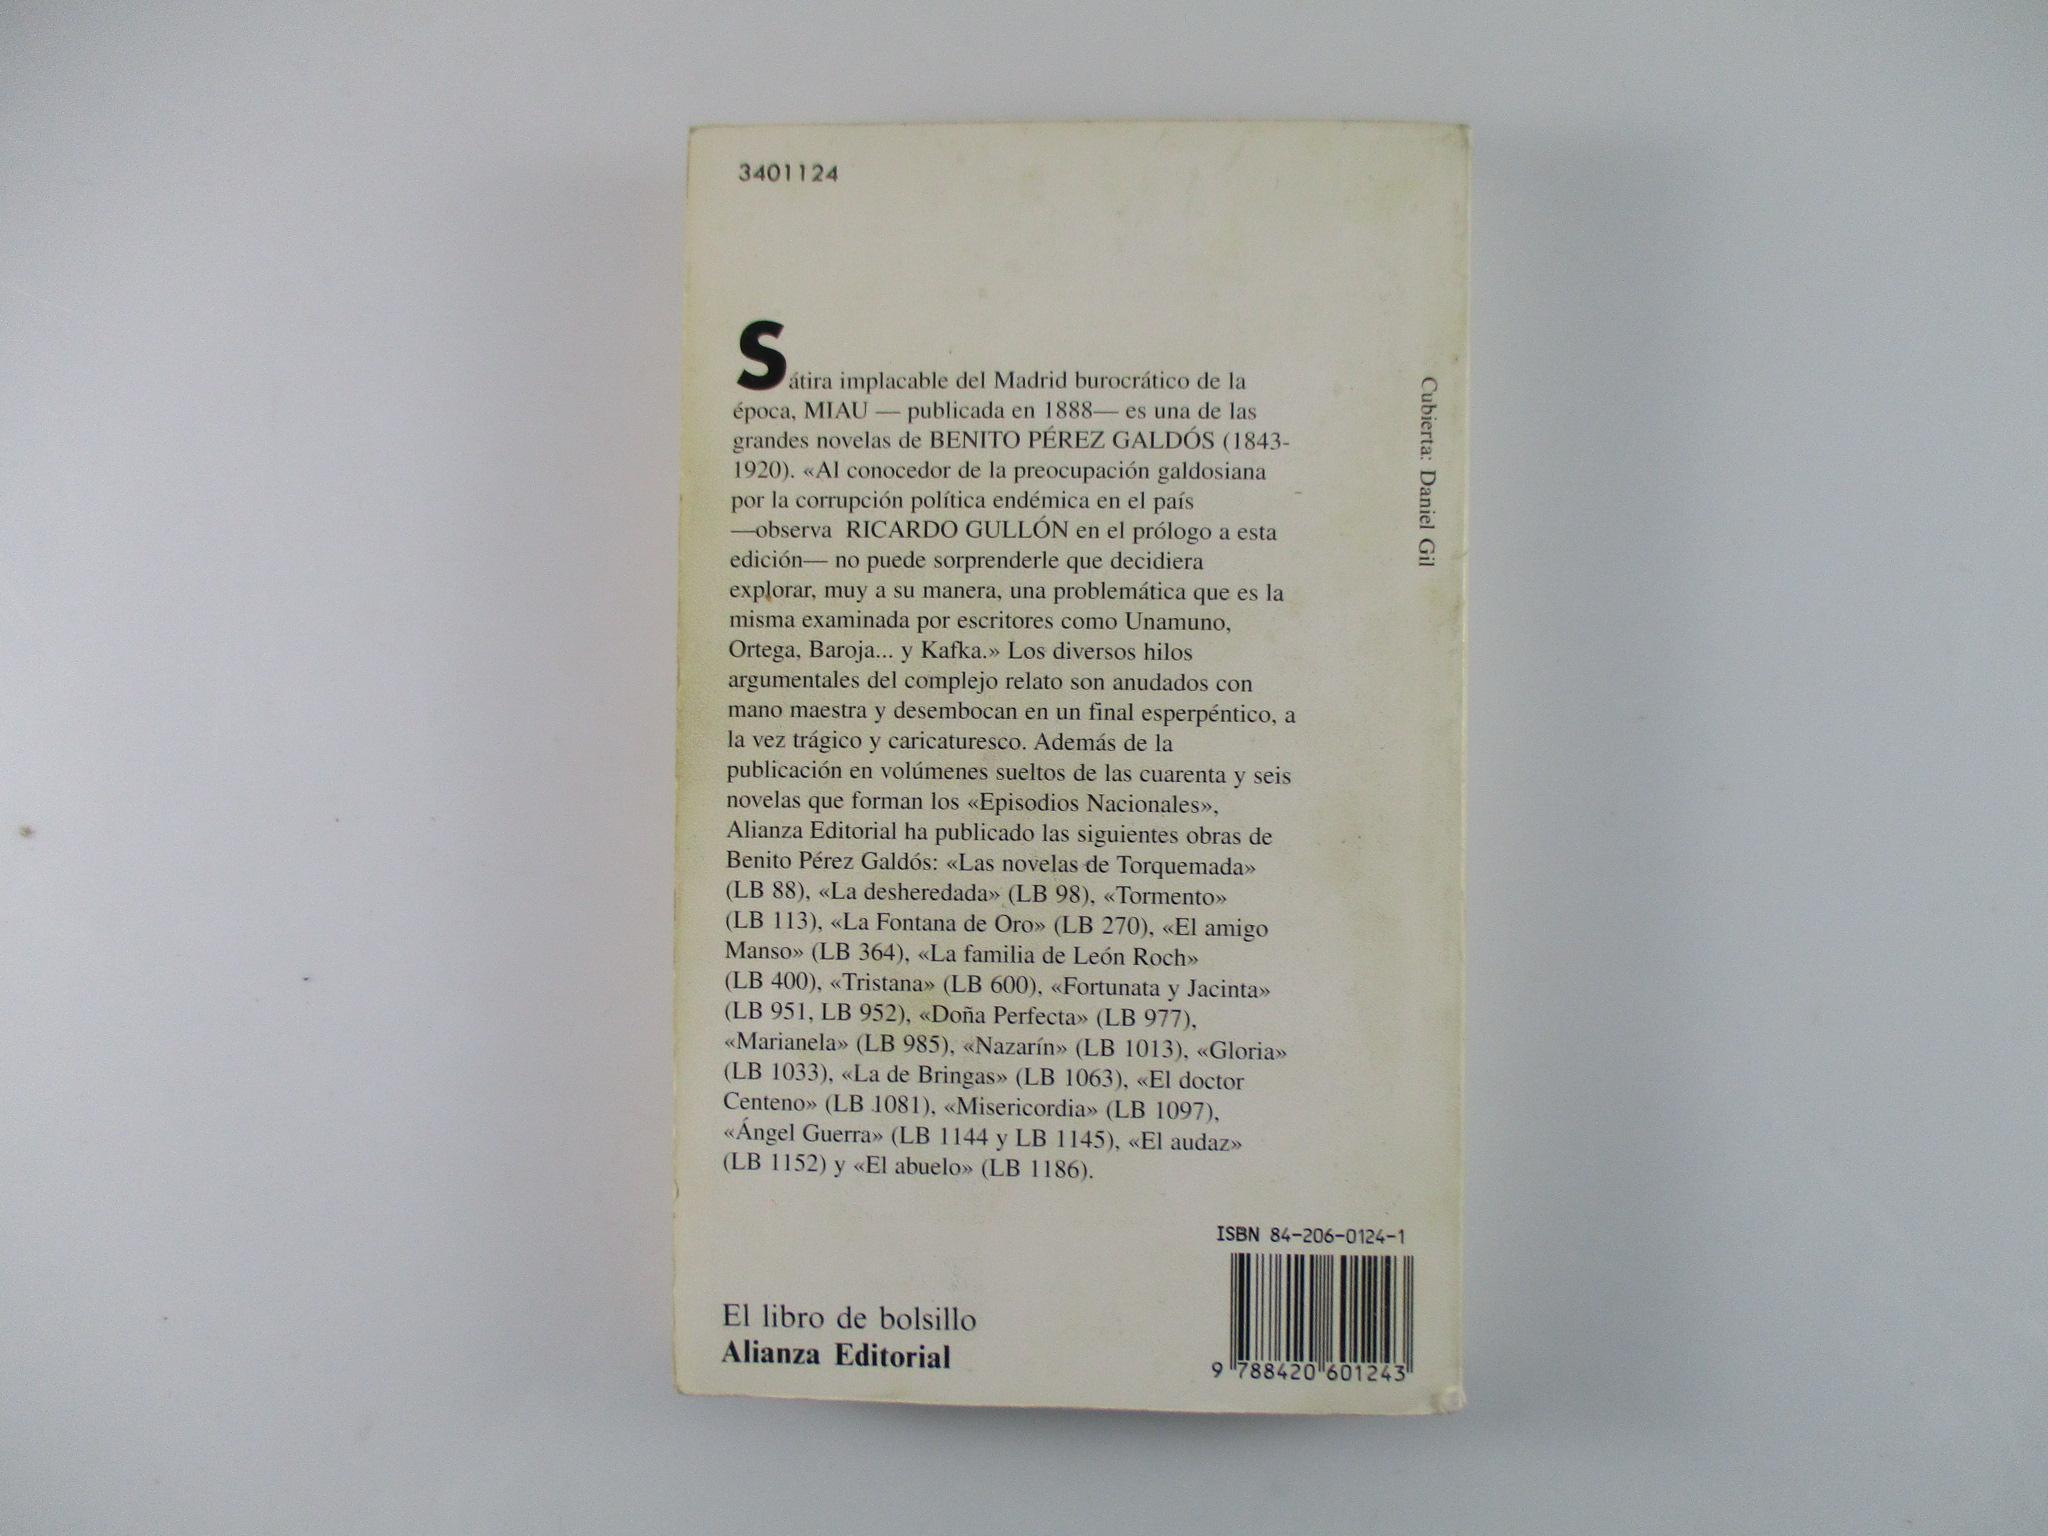 3401124
Sátira implacable del Madrid burocrático de la
época, MIAU — publicada en 1888— es una de las
grandes novelas de BENITO PÉREZ GALDÓS (1843-
1920). «Al conocedor de la preocupación galdosiana
por la corrupción política endémica en el país
—observa RICARDO GULLÓN en el prólogo a esta
edición— no puede sorprenderle que decidiera
explorar, muy a su manera, una problemática que es la
misma examinada por escritores como Unamuno,
Ortega, Baroja... y Kafka.» Los diversos hilos
argumentales del complejo relato son anudados con
mano maestra y desembocan en un final esperpéntico, a
la vez trágico y caricaturesco. Además de la
publicación en volúmenes sueltos de las cuarenta y seis
novelas que forman los «Episodios Nacionales»,
Alianza Editorial ha publicado las siguientes obras de
Benito Pérez Galdós: «Las novelas de Torquemada»
(LB 88), «La desheredada» (LB 98), «Tormento»
(LB 113), «La Fontana de Oro» (LB 270), «El amigo
Manso» (LB 364), «La familia de León Roch»
(LB 400), «Tristana» (LB 600), «Fortunata y Jacinta»
(LB 951, LB 952), «Doña Perfecta» (LB 977),
«Marianela» (LB 985), «Nazarín» (LB 1013), «Gloria»
(LB 1033), «La de Bringas» (LB 1063), «El doctor
Centeno» (LB 1081), «Misericordia» (LB 1097),
«Ángel Guerra» (LB 1144 y LB 1145), «El audaz»
(LB 1152) y «El abuelo» (LB 1186).
Cubierta: Daniel Gil
El libro de bolsillo
Alianza Editorial
ISBN 84-206-0124-1
9 788420 601243